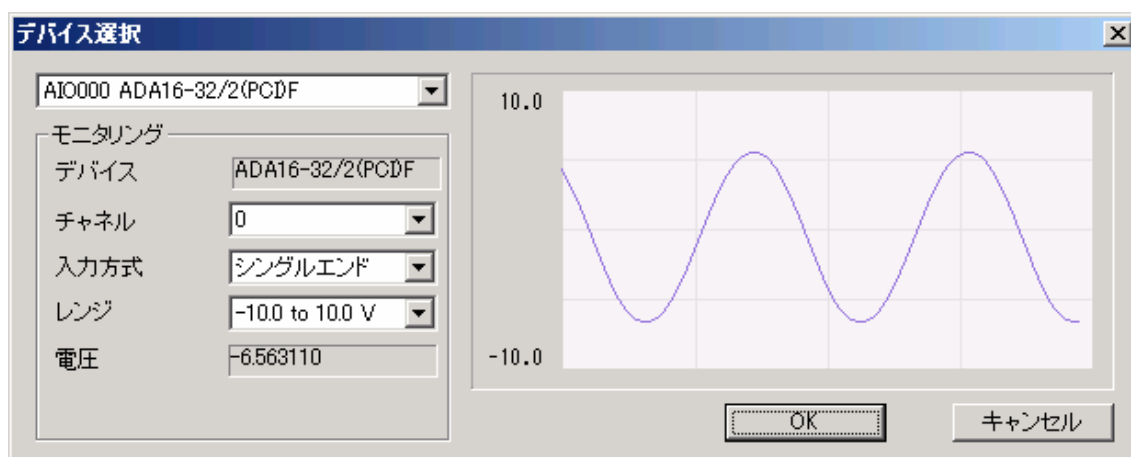 デバイス選択
AIO000 ADA16-32/2(PCI)F
モニタリング
デバイス ADA16-32/2(PCI)F
チャネル 0
入力方式 シングルエンド
レンジ -10.0 to 10.0 V
電圧 -6.563110
10.0
-10.0
OK キャンセル